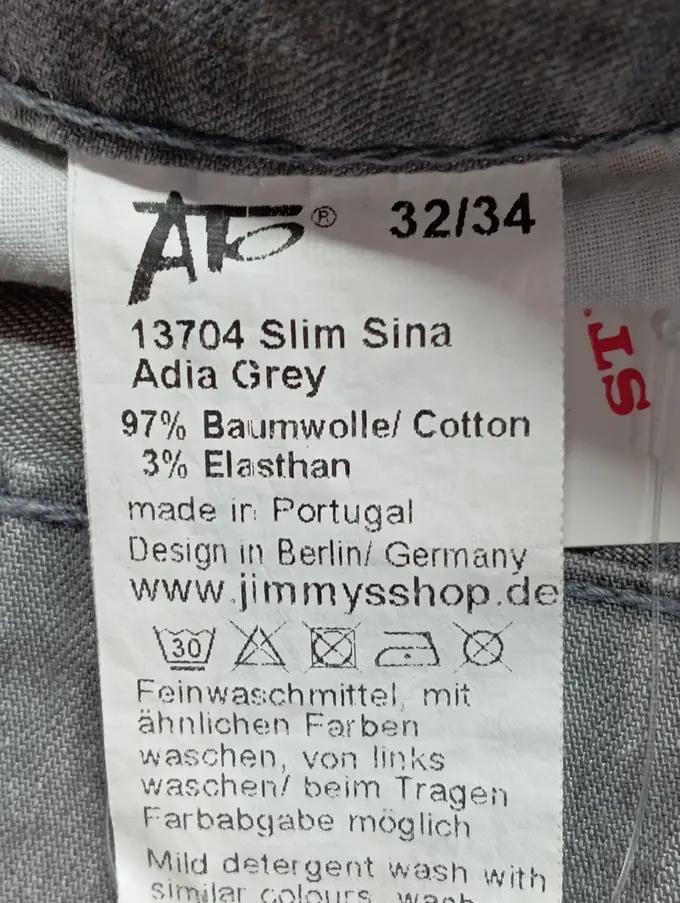 ATO® 32/34
13704 Slim Sina
Adia Grey
97% Baumwolle/ Cotton
3% Elasthan
made in Portugal
Design in Berlin/ Germany
www.jimmysshop.de
30
Feinwaschmittel, mit
ähnlichen Farben
waschen, von links
waschen/ beim Tragen
Farbabgabe möglich
Mild detergent wash with
similar colours, wash
ST